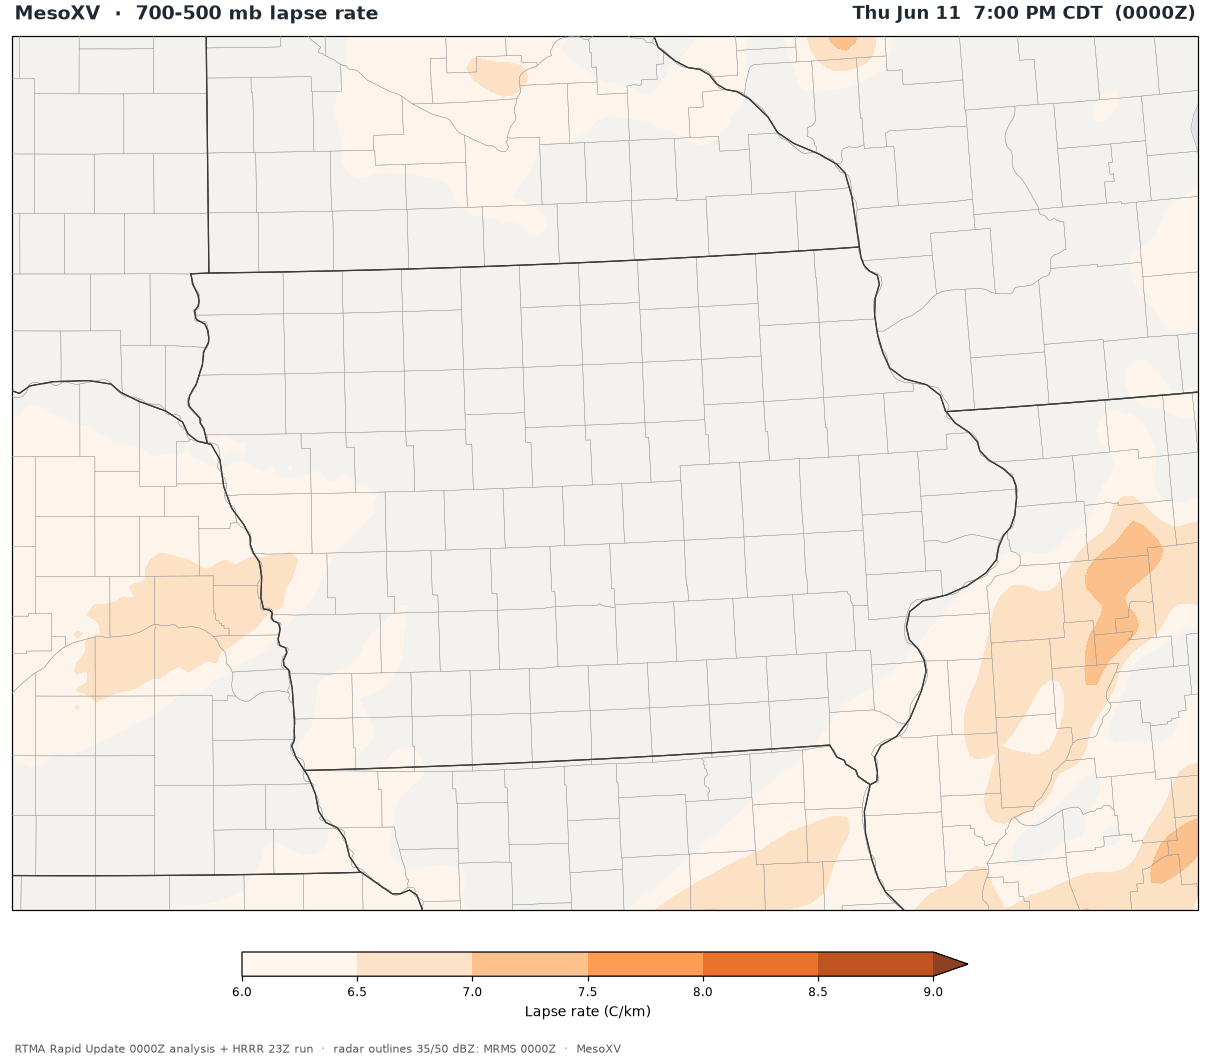 MesoXV · 700-500 mb lapse rate
Thu Jun 11 7:00 PM CDT (0000Z)
6.0 6.5 7.0 7.5 8.0 8.5 9.0
Lapse rate (C/km)
RTMA Rapid Update 0000Z analysis + HRRR 23Z run · radar outlines 35/50 dBZ: MRMS 0000Z · MesoXV